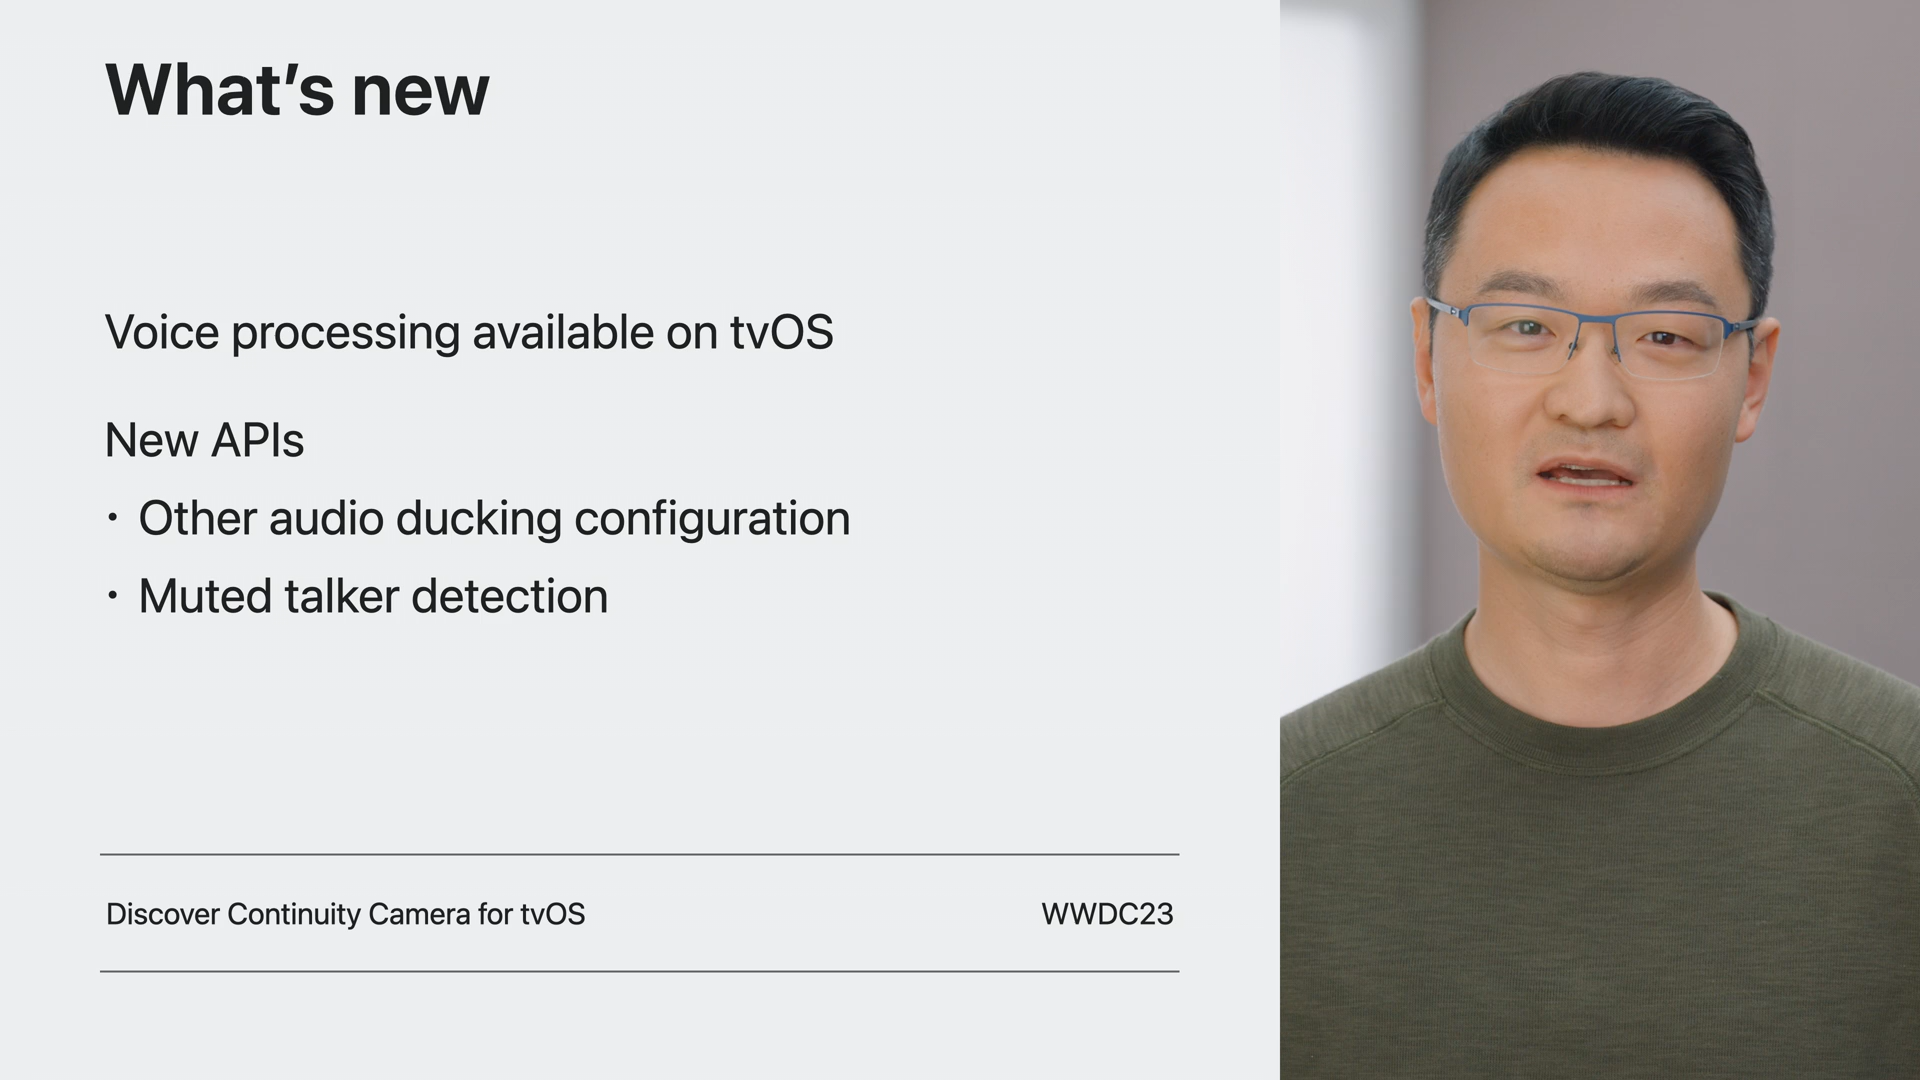 What’s new
Voice processing available on tvOS
New APIs
• Other audio ducking configuration
• Muted talker detection
Discover Continuity Camera for tvOS
WWDC23